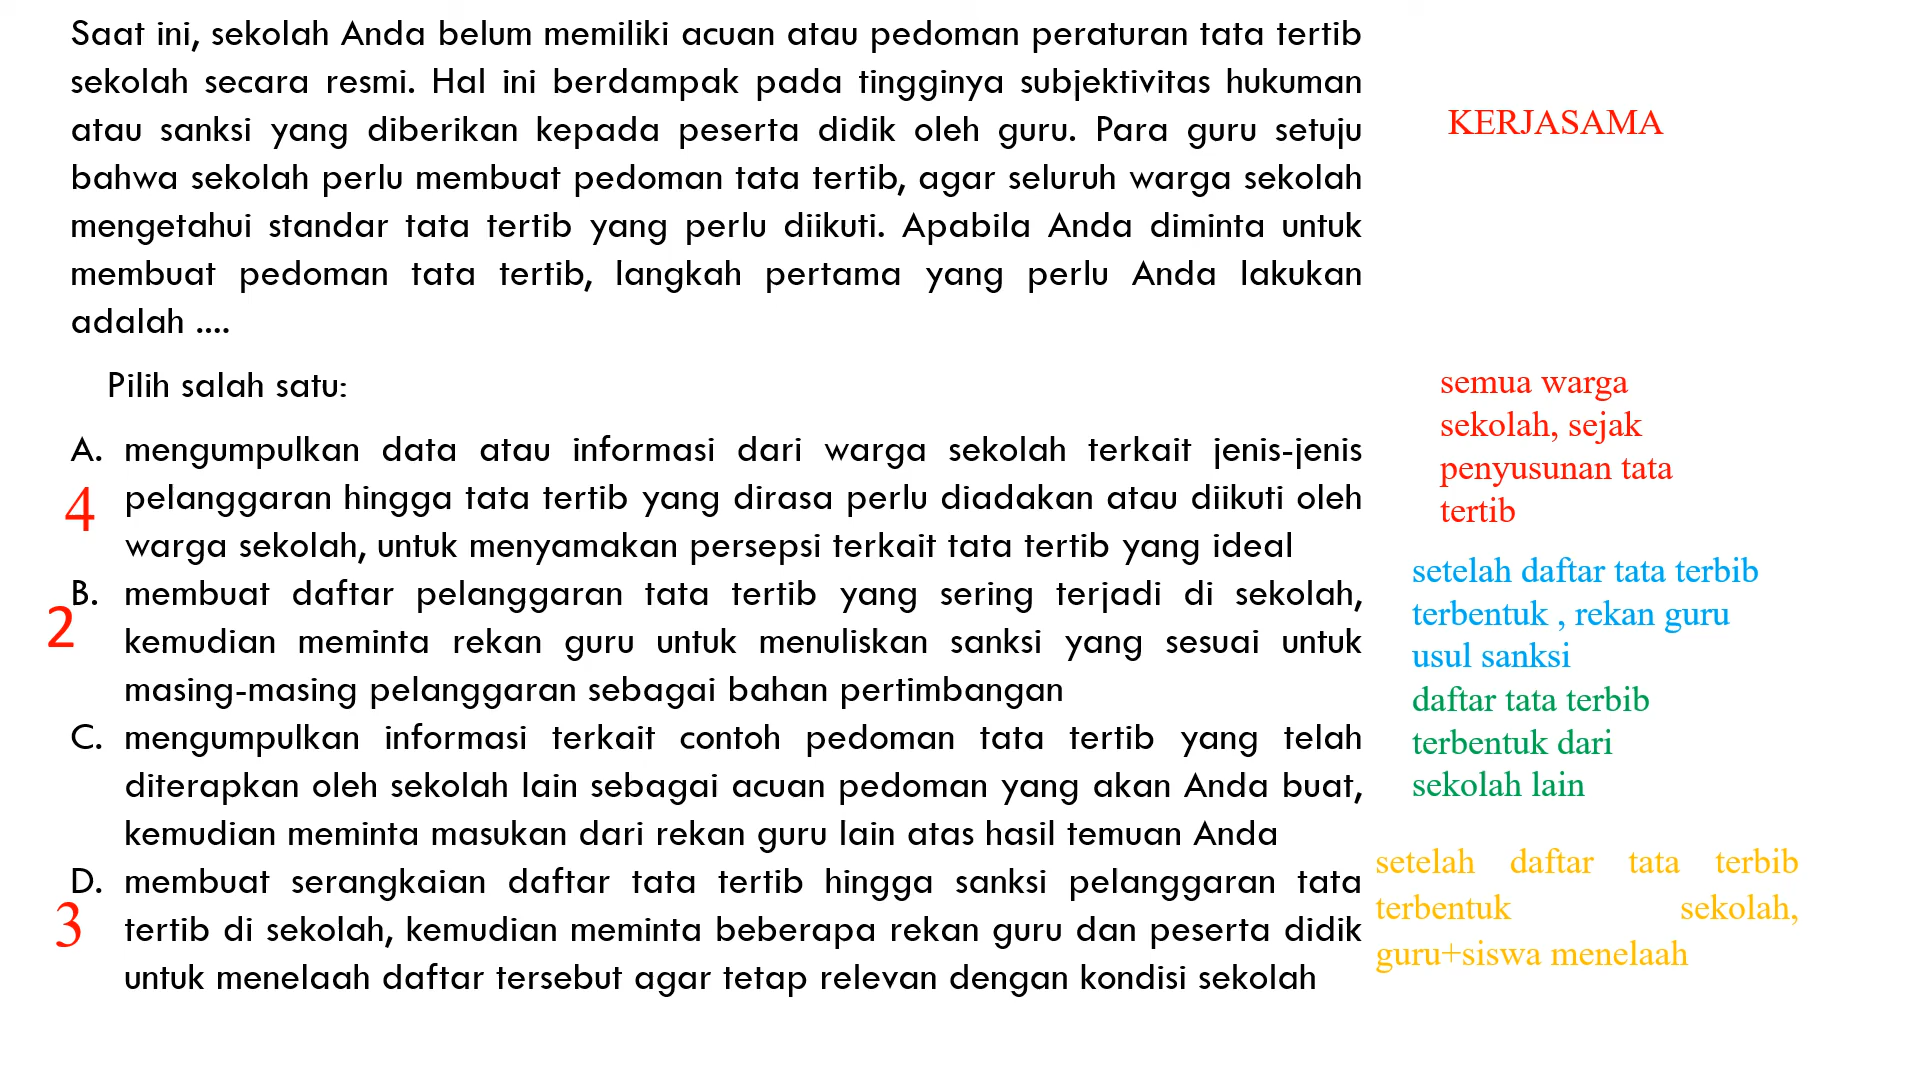 Saat ini, sekolah Anda belum memiliki acuan atau pedoman peraturan tata tertib
sekolah secara resmi. Hal ini berdampak pada tingginya subjektivitas hukuman
atau sanksi yang diberikan kepada peserta didik oleh guru. Para guru setuju
bahwa sekolah perlu membuat pedoman tata tertib, agar seluruh warga sekolah
mengetahui standar tata tertib yang perlu diikuti. Apabila Anda diminta untuk
membuat pedoman tata tertib, langkah pertama yang perlu Anda lakukan
adalah ....
KERJASAMA
Pilih salah satu:
A. mengumpulkan data atau informasi dari warga sekolah terkait jenis-jenis
pelanggaran hingga tata tertib yang dirasa perlu diadakan atau diikuti oleh
warga sekolah, untuk menyamakan persepsi terkait tata tertib yang ideal
4
B. membuat daftar pelanggaran tata tertib yang sering terjadi di sekolah,
kemudian meminta rekan guru untuk menuliskan sanksi yang sesuai untuk
masing-masing pelanggaran sebagai bahan pertimbangan
2
C. mengumpulkan informasi terkait contoh pedoman tata tertib yang telah
diterapkan oleh sekolah lain sebagai acuan pedoman yang akan Anda buat,
kemudian meminta masukan dari rekan guru lain atas hasil temuan Anda
D. membuat serangkaian daftar tata tertib hingga sanksi pelanggaran tata
tertib di sekolah, kemudian meminta beberapa rekan guru dan peserta didik
untuk menelaah daftar tersebut agar tetap relevan dengan kondisi sekolah
3
semua warga
sekolah, sejak
penyusunan tata
tertib
setelah daftar tata terbib
terbentuk , rekan guru
usul sanksi
daftar tata terbib
terbentuk dari
sekolah lain
setelah daftar tata terbib
terbentuk sekolah,
guru+siswa menelaah